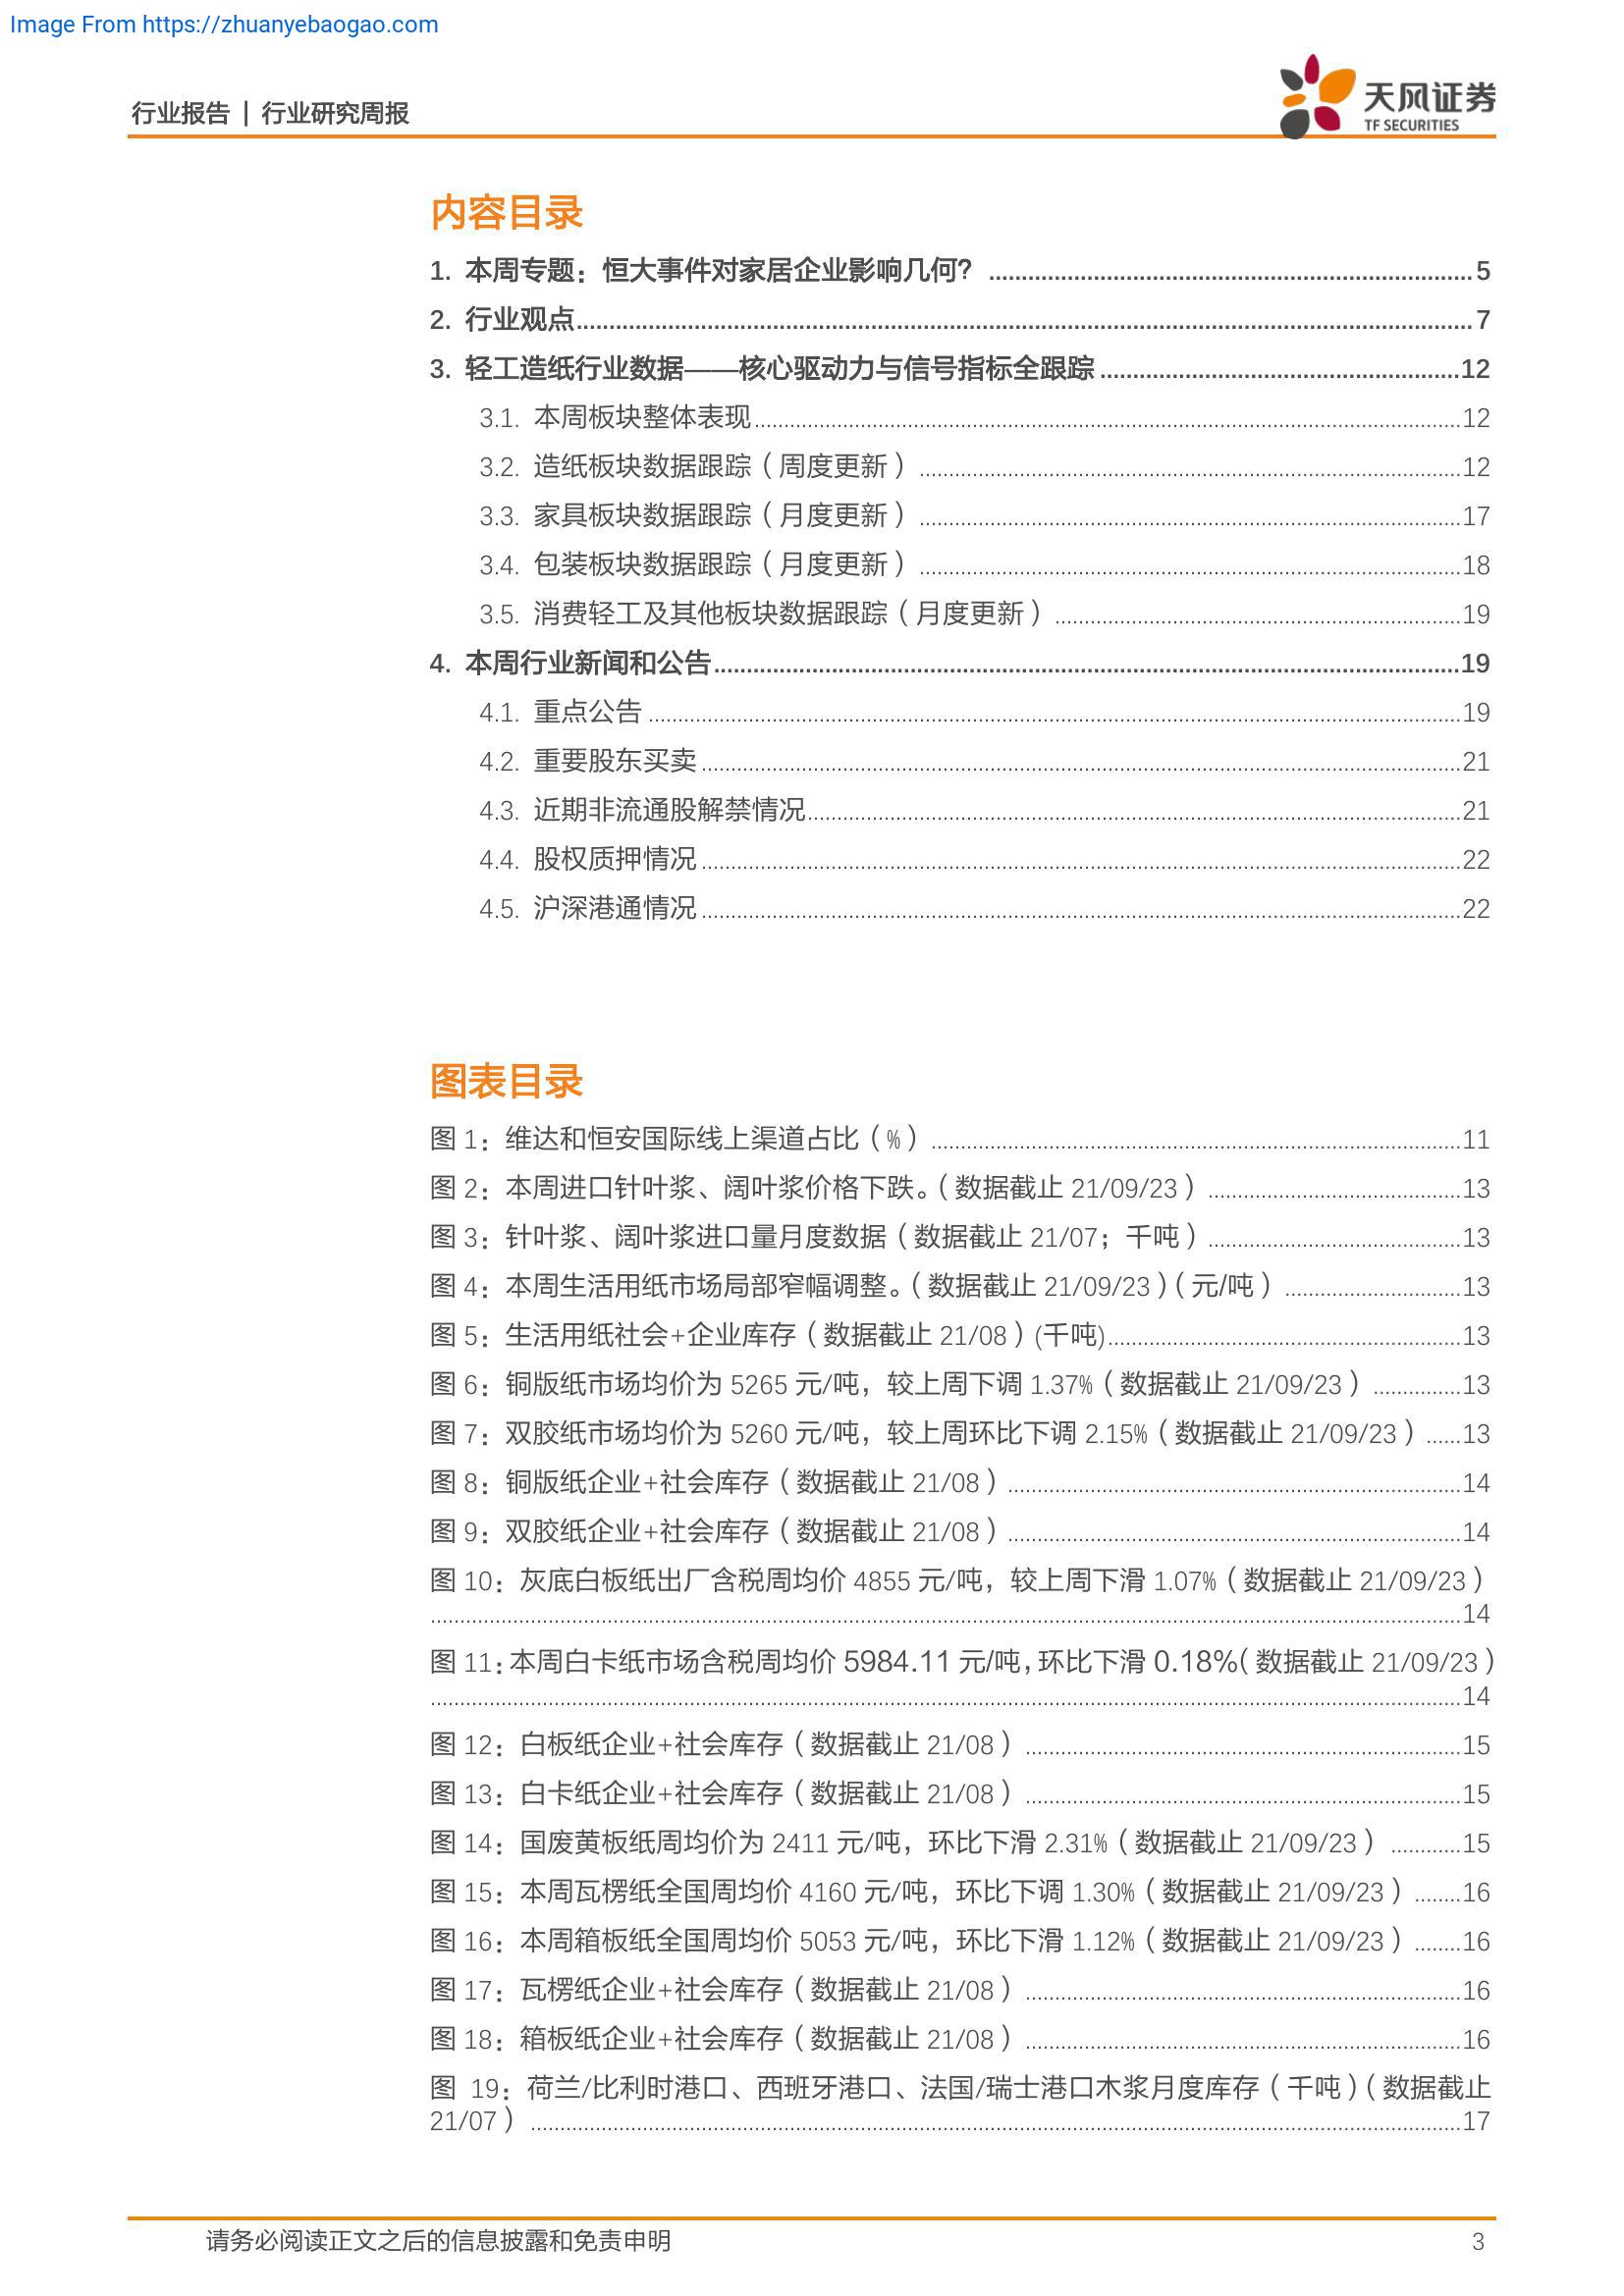 Image From https://zhuanyebaogao.com
行业报告 | 行业研究周报
天风证券
TF SECURITIES
内容目录
1. 本周专题：恒大事件对家居企业影响几何？ 5
2. 行业观点 7
3. 轻工造纸行业数据——核心驱动力与信号指标全跟踪 12
3.1. 本周板块整体表现 12
3.2. 造纸板块数据跟踪（周度更新） 12
3.3. 家具板块数据跟踪（月度更新） 17
3.4. 包装板块数据跟踪（月度更新） 18
3.5. 消费轻工及其他板块数据跟踪（月度更新） 19
4. 本周行业新闻和公告 19
4.1. 重点公告 19
4.2. 重要股东买卖 21
4.3. 近期非流通股解禁情况 21
4.4. 股权质押情况 22
4.5. 沪深港通情况 22
图表目录
图 1：维达和恒安国际线上渠道占比（%） 11
图 2：本周进口针叶浆、阔叶浆价格下跌。（数据截止 21/09/23） 13
图 3：针叶浆、阔叶浆进口量月度数据（数据截止 21/07；千吨） 13
图 4：本周生活用纸市场局部窄幅调整。（数据截止 21/09/23）（元/吨） 13
图 5：生活用纸社会+企业库存（数据截止 21/08）(千吨) 13
图 6：铜版纸市场均价为 5265 元/吨，较上周下调 1.37%（数据截止 21/09/23） 13
图 7：双胶纸市场均价为 5260 元/吨，较上周环比下调 2.15%（数据截止 21/09/23） 13
图 8：铜版纸企业+社会库存（数据截止 21/08） 14
图 9：双胶纸企业+社会库存（数据截止 21/08） 14
图 10：灰底白板纸出厂含税周均价 4855 元/吨，较上周下滑 1.07%（数据截止 21/09/23）
14
图 11：本周白卡纸市场含税周均价 5984.11 元/吨，环比下滑 0.18%（数据截止 21/09/23）
14
图 12：白板纸企业+社会库存（数据截止 21/08） 15
图 13：白卡纸企业+社会库存（数据截止 21/08） 15
图 14：国废黄板纸周均价为 2411 元/吨，环比下滑 2.31%（数据截止 21/09/23） 15
图 15：本周瓦楞纸全国周均价 4160 元/吨，环比下调 1.30%（数据截止 21/09/23） 16
图 16：本周箱板纸全国周均价 5053 元/吨，环比下滑 1.12%（数据截止 21/09/23） 16
图 17：瓦楞纸企业+社会库存（数据截止 21/08） 16
图 18：箱板纸企业+社会库存（数据截止 21/08） 16
图 19：荷兰/比利时港口、西班牙港口、法国/瑞士港口木浆月度库存（千吨）（数据截止
21/07） 17
请务必阅读正文之后的信息披露和免责申明 3